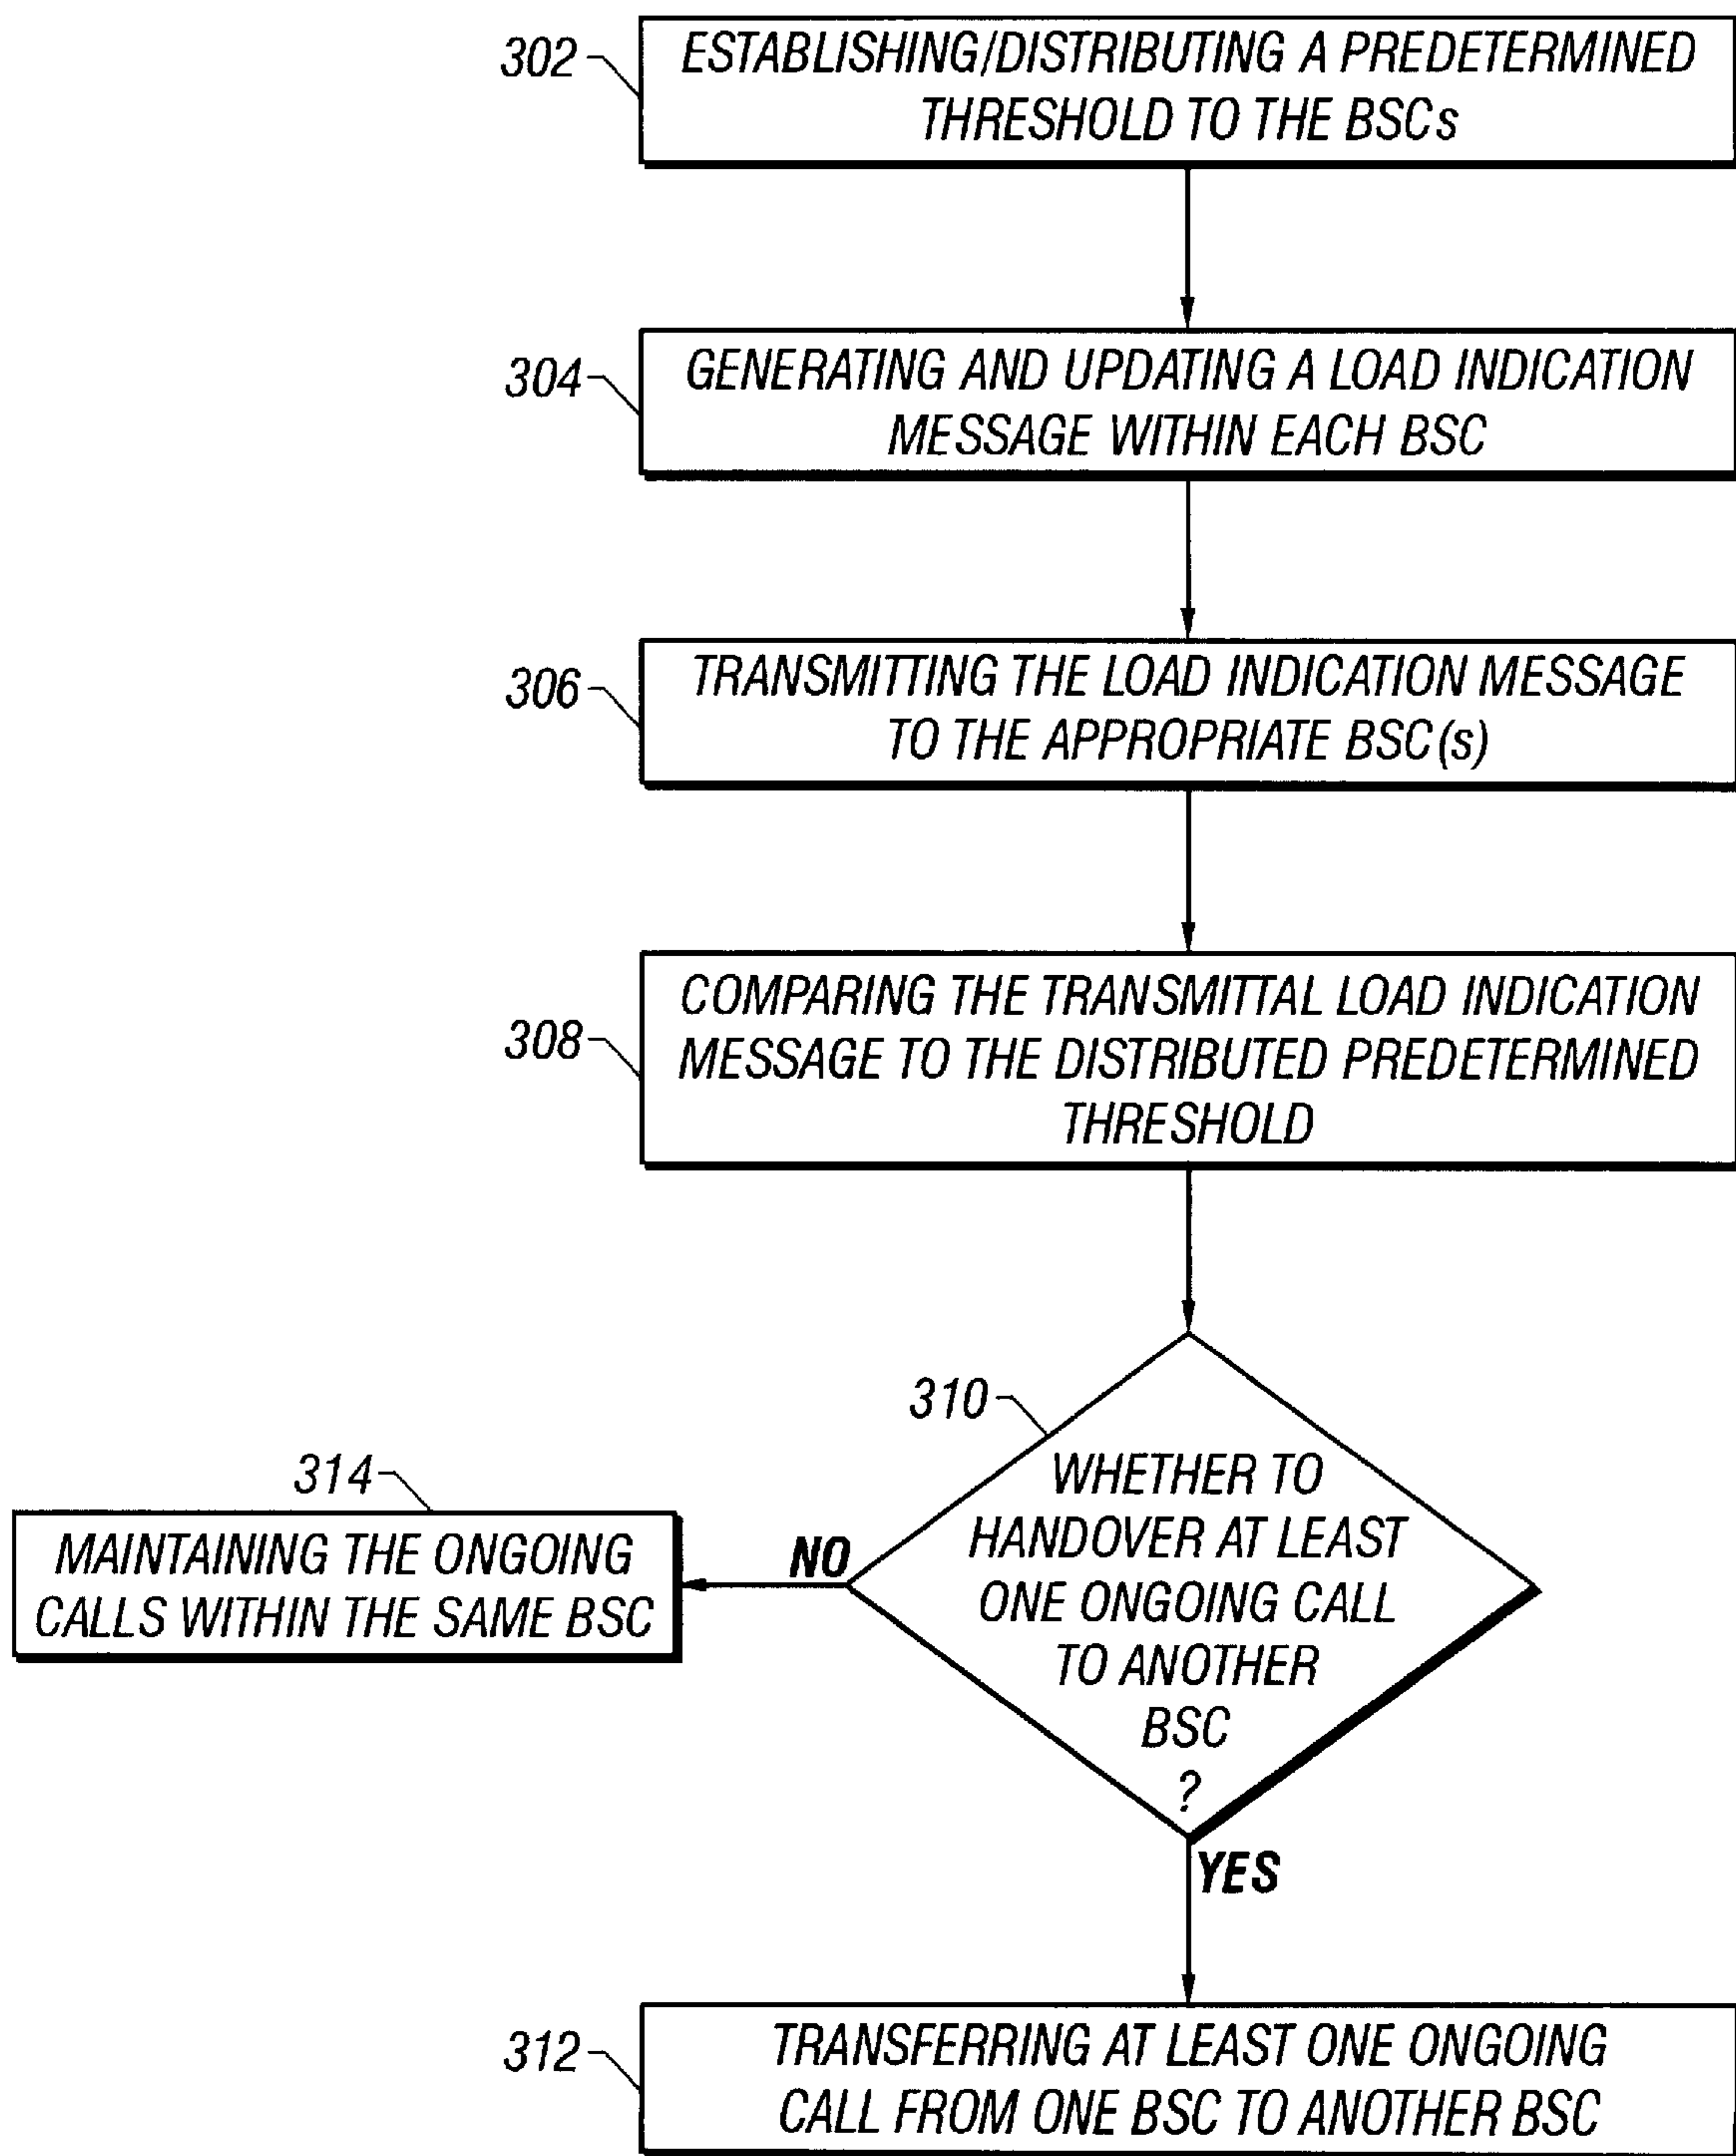 302
ESTABLISHING/DISTRIBUTING A PREDETERMINED
THRESHOLD TO THE BSCs
304
GENERATING AND UPDATING A LOAD INDICATION
MESSAGE WITHIN EACH BSC
306
TRANSMITTING THE LOAD INDICATION MESSAGE
TO THE APPROPRIATE BSC(s)
308
COMPARING THE TRANSMITTAL LOAD INDICATION
MESSAGE TO THE DISTRIBUTED PREDETERMINED
THRESHOLD
310
WHETHER TO
HANDOVER AT LEAST
ONE ONGOING CALL
TO ANOTHER
BSC
?
NO
314
MAINTAINING THE ONGOING
CALLS WITHIN THE SAME BSC
YES
312
TRANSFERRING AT LEAST ONE ONGOING
CALL FROM ONE BSC TO ANOTHER BSC